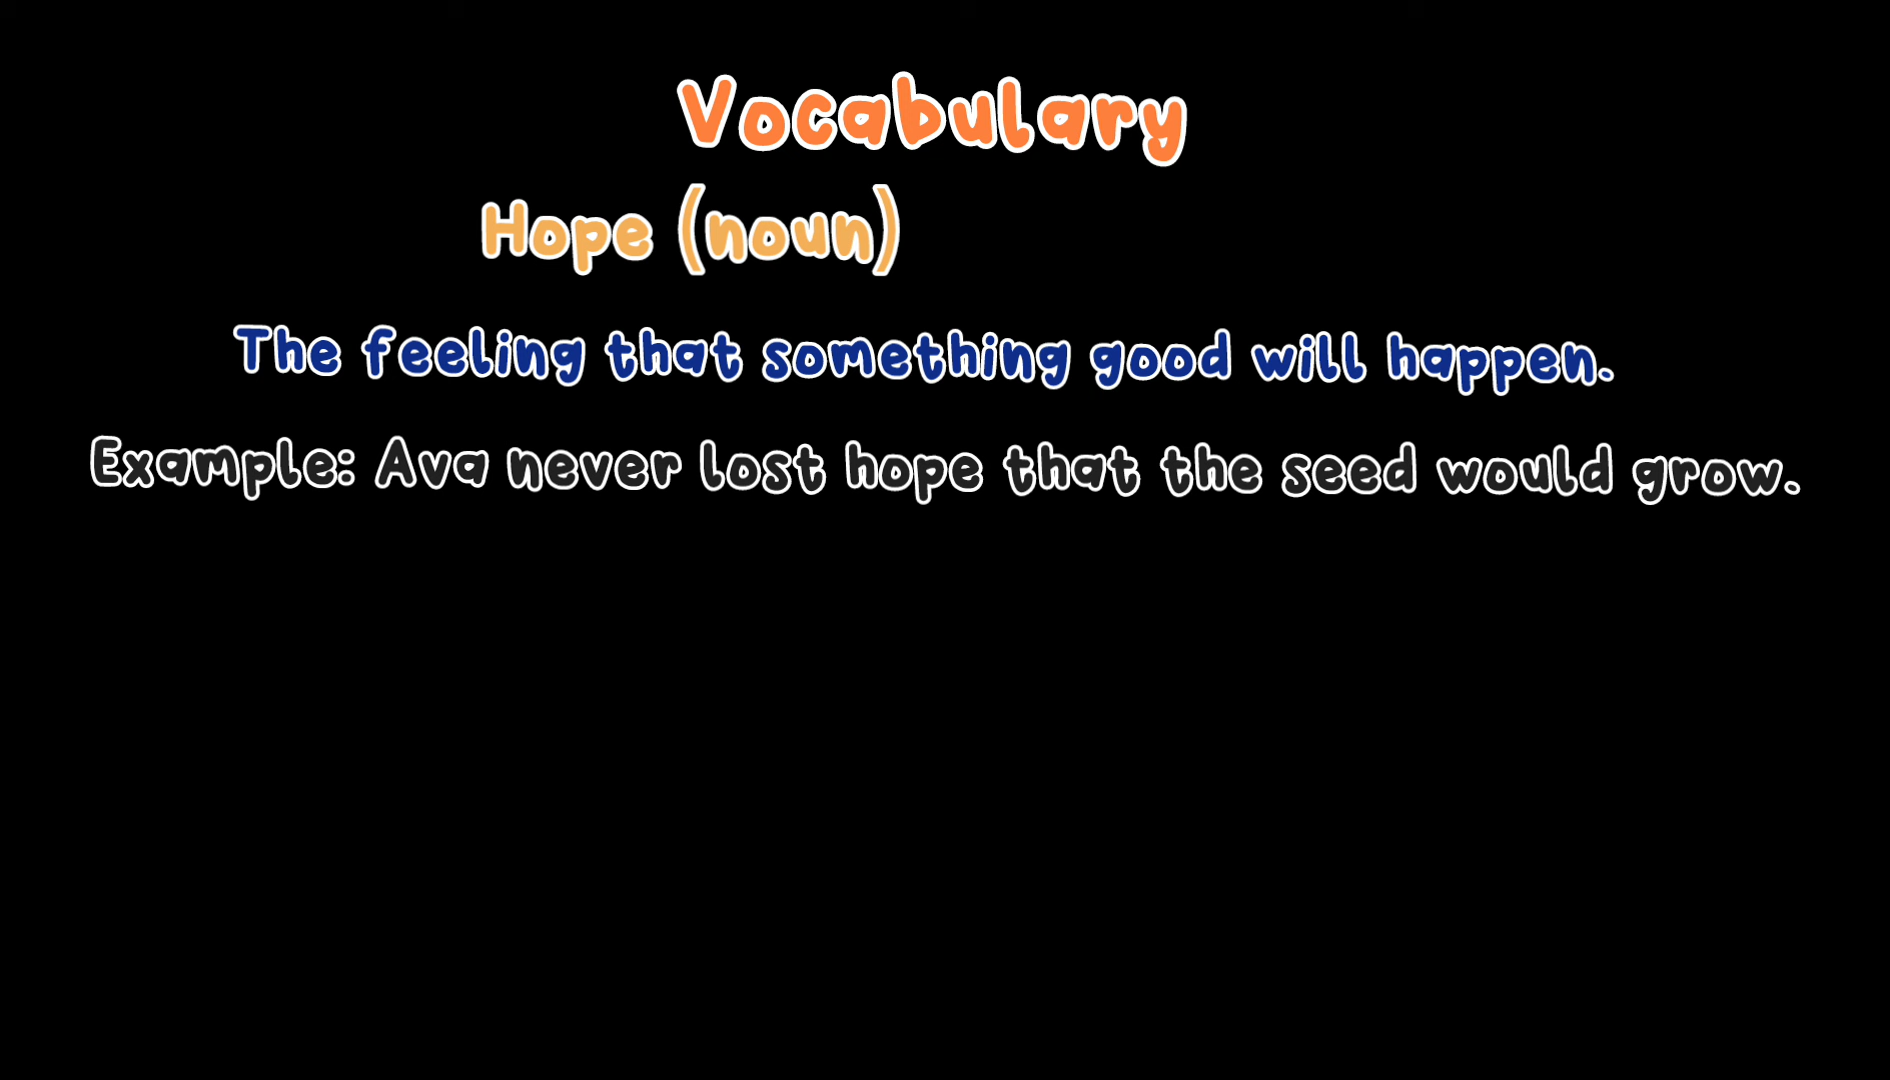 Vocabulary
Hope (noun)
The feeling that something good will happen.
Example: Ava never lost hope that the seed would grow.